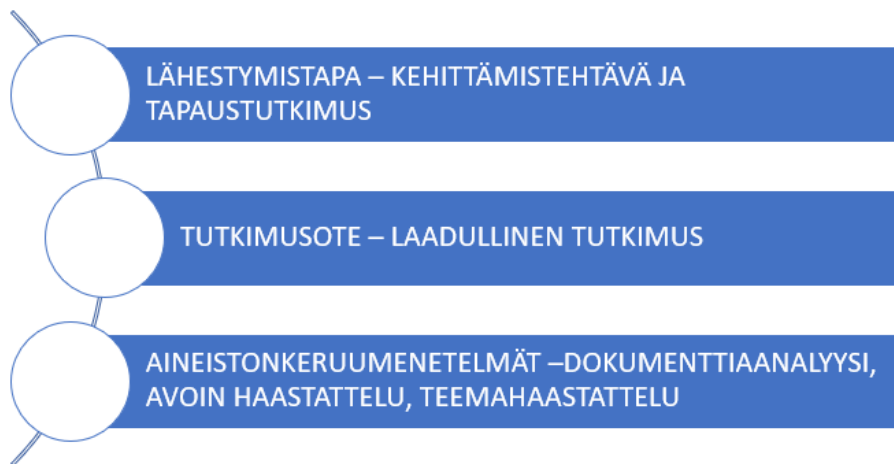 LÄHESTYMISTAPA – KEHITTÄMISTEHTÄVÄ JA
TAPAUSTUTKIMUS
TUTKIMUSOTE – LAADULLINEN TUTKIMUS
AINEISTONKERUUMENETELMÄT –DOKUMENTTIAANALYYSI,
AVOIN HAASTATTELU, TEEMAHAASTATTELU